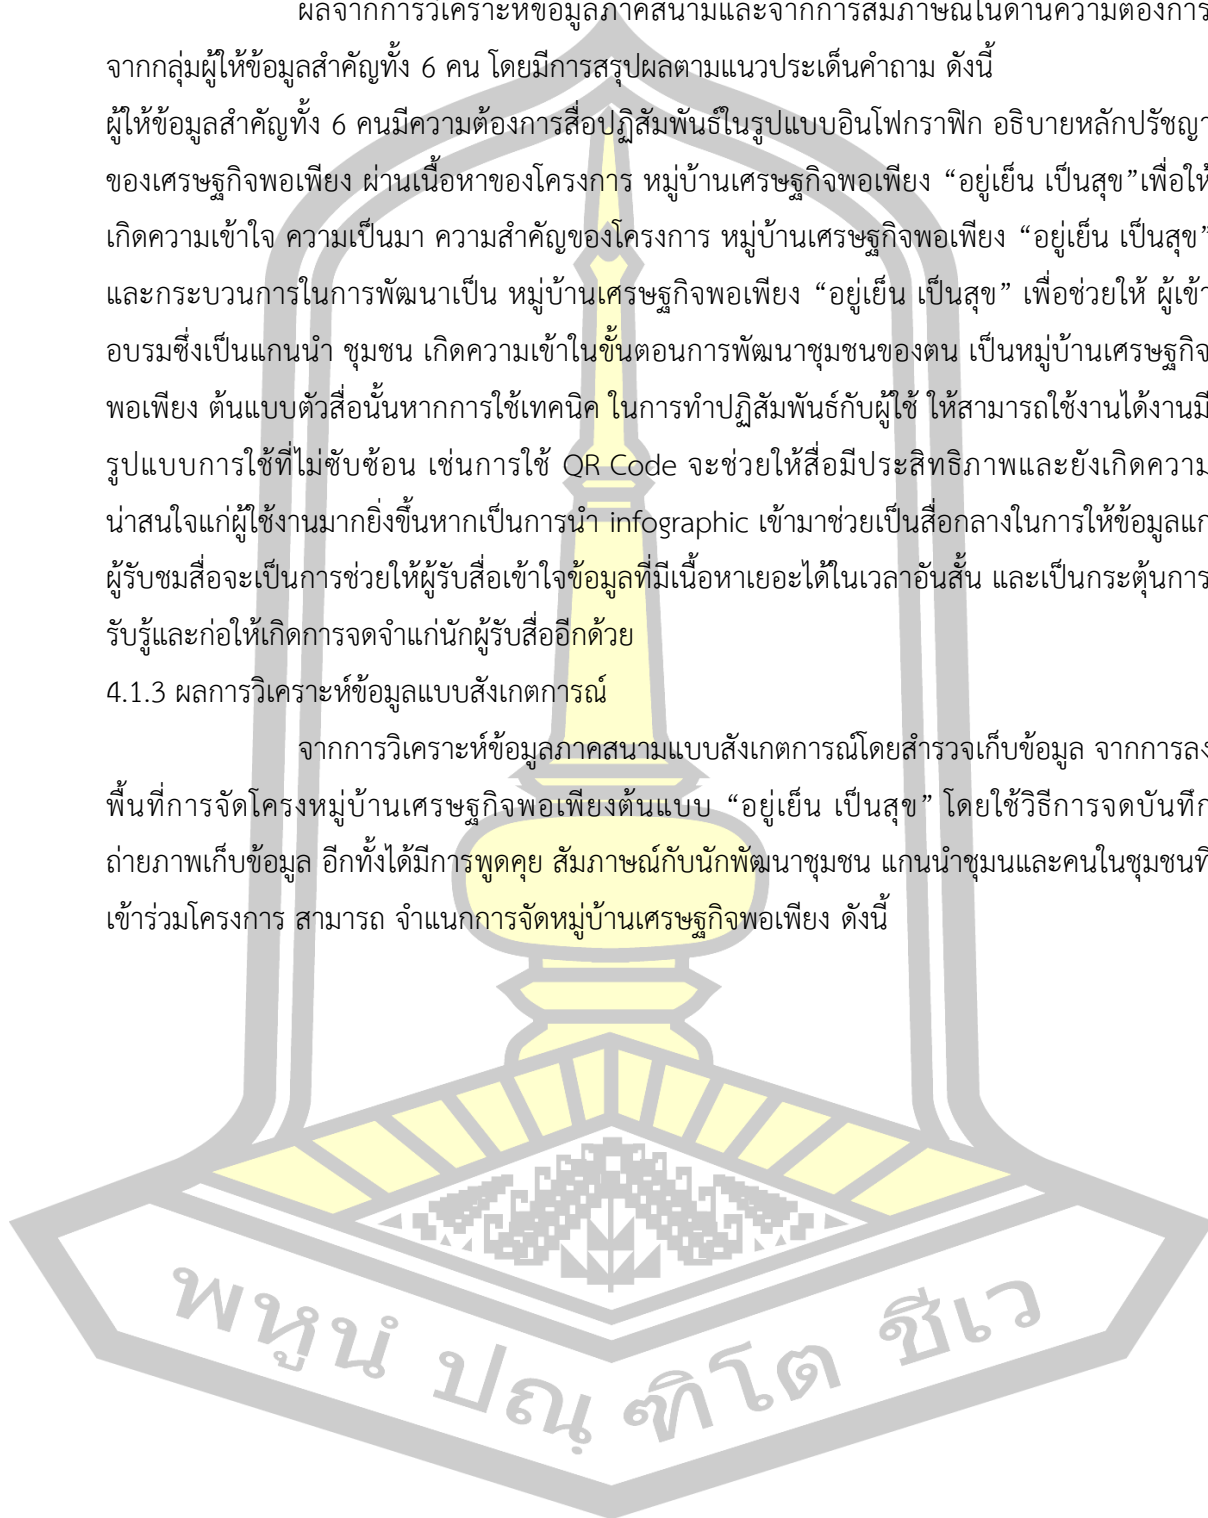 ผลจากการวิเคราะห์ข้อมูลภาคสนามและจากการสัมภาษณ์ในด้านความต้องการ
จากกลุ่มผู้ให้ข้อมูลสำคัญทั้ง 6 คน โดยมีการสรุปผลตามแนวประเด็นคำถาม ดังนี้
ผู้ให้ข้อมูลสำคัญทั้ง 6 คนมีความต้องการสื่อปฏิสัมพันธ์ในรูปแบบอินโฟกราฟิก อธิบายหลักปรัชญา
ของเศรษฐกิจพอเพียง ผ่านเนื้อหาของโครงการ หมู่บ้านเศรษฐกิจพอเพียง “อยู่เย็น เป็นสุข”เพื่อให้
เกิดความเข้าใจ ความเป็นมา ความสำคัญของโครงการ หมู่บ้านเศรษฐกิจพอเพียง “อยู่เย็น เป็นสุข”
และกระบวนการในการพัฒนาเป็น หมู่บ้านเศรษฐกิจพอเพียง “อยู่เย็น เป็นสุข” เพื่อช่วยให้ ผู้เข้า
อบรมซึ่งเป็นแกนนำ ชุมชน เกิดความเข้าในขั้นตอนการพัฒนาชุมชนของตน เป็นหมู่บ้านเศรษฐกิจ
พอเพียง ต้นแบบตัวสื่อนั้นหากการใช้เทคนิค ในการทำปฏิสัมพันธ์กับผู้ใช้ ให้สามารถใช้งานได้งานมี
รูปแบบการใช้ที่ไม่ซับซ้อน เช่นการใช้ QR Code จะช่วยให้สื่อมีประสิทธิภาพและยังเกิดความ
น่าสนใจแก่ผู้ใช้งานมากยิ่งขึ้นหากเป็นการนำ infographic เข้ามาช่วยเป็นสื่อกลางในการให้ข้อมูลแก่
ผู้รับชมสื่อจะเป็นการช่วยให้ผู้รับสื่อเข้าใจข้อมูลที่มีเนื้อหาเยอะได้ในเวลาอันสั้น และเป็นกระตุ้นการ
รับรู้และก่อให้เกิดการจดจำแก่นักผู้รับสื่ออีกด้วย
4.1.3 ผลการวิเคราะห์ข้อมูลแบบสังเกตการณ์
จากการวิเคราะห์ข้อมูลภาคสนามแบบสังเกตการณ์โดยสำรวจเก็บข้อมูล จากการลง
พื้นที่การจัดโครงหมู่บ้านเศรษฐกิจพอเพียงต้นแบบ “อยู่เย็น เป็นสุข” โดยใช้วิธีการจดบันทึก
ถ่ายภาพเก็บข้อมูล อีกทั้งได้มีการพูดคุย สัมภาษณ์กับนักพัฒนาชุมชน แกนนำชุมนและคนในชุมชนที่
เข้าร่วมโครงการ สามารถ จำแนกการจัดหมู่บ้านเศรษฐกิจพอเพียง ดังนี้
พหูนํ ปณฺฑิโต ชีเว